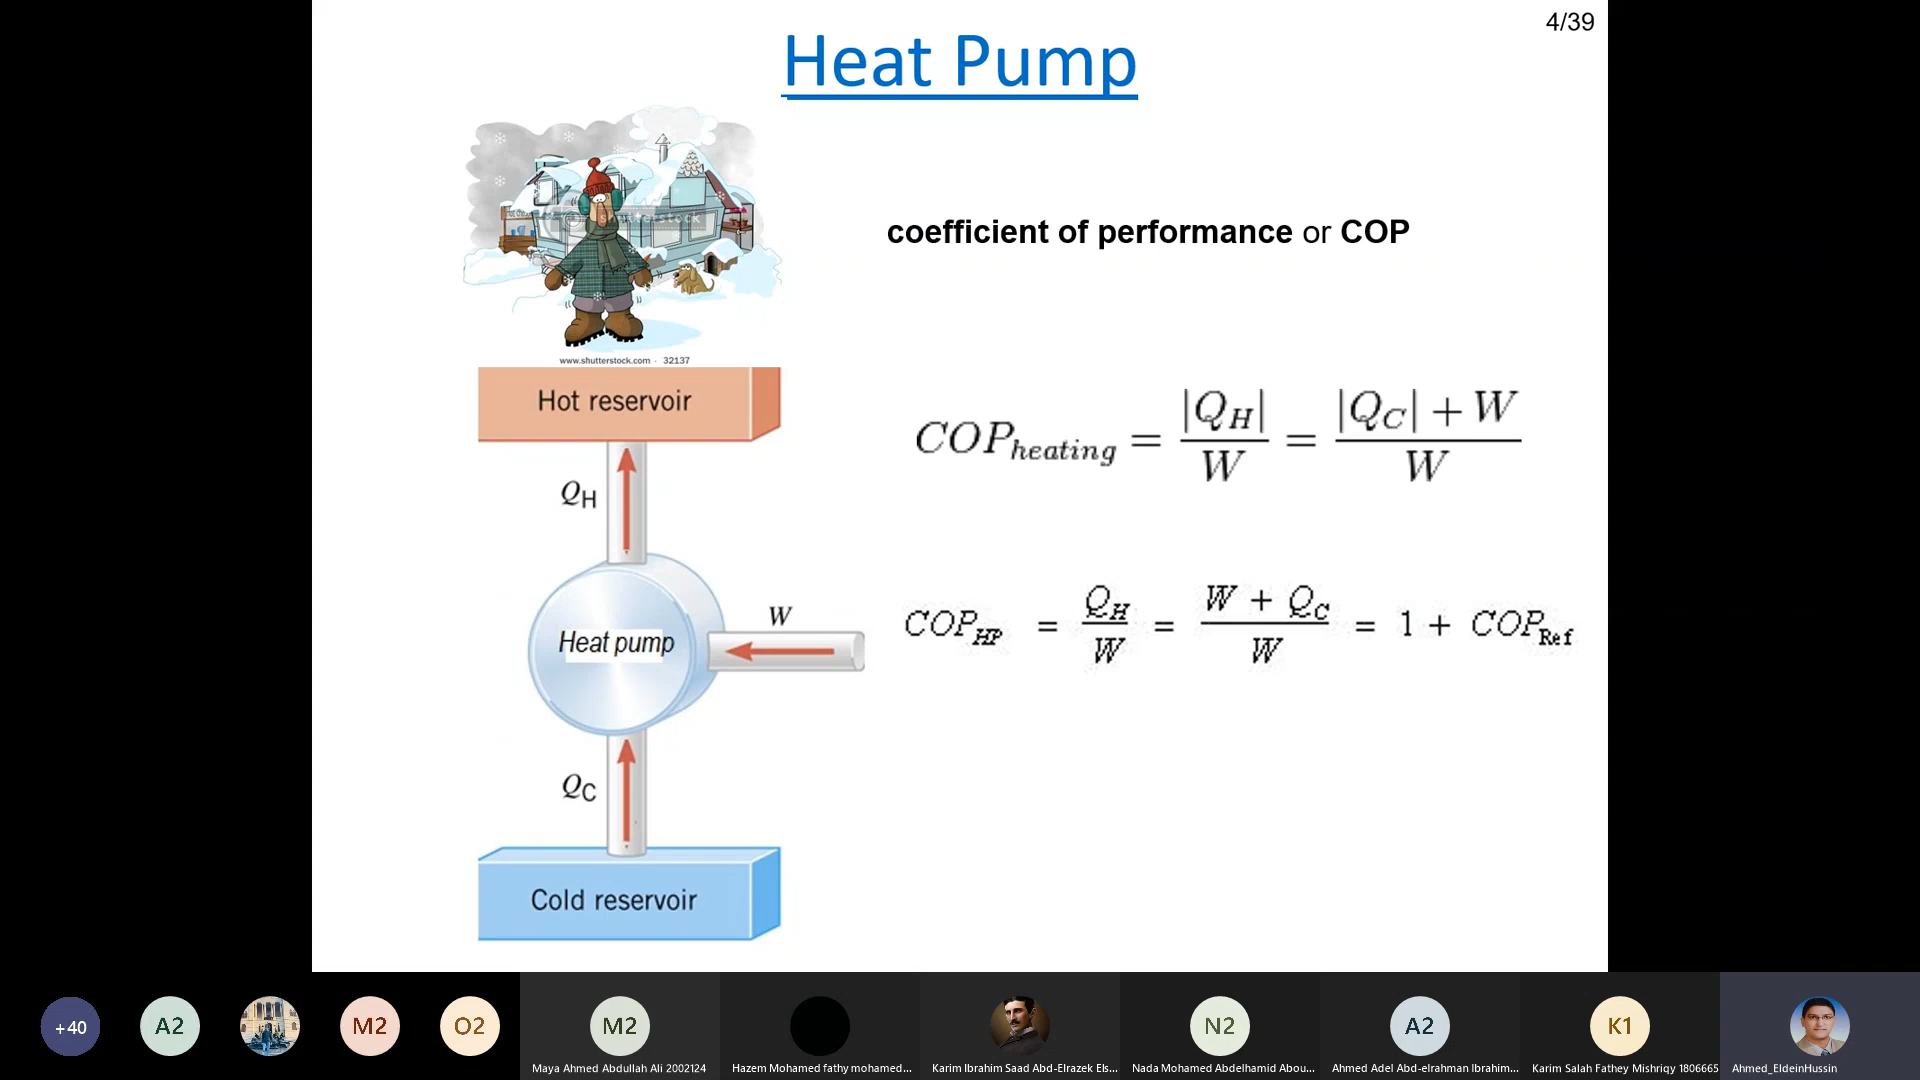 4/39
Heat Pump
shutterstock
www.shutterstock.com · 32137
coefficient of performance or COP
Hot reservoir
QH
Heat pump
W
QC
Cold reservoir
COP_heating = |Q_H| / W = (|Q_C| + W) / W
COP_HP = Q_H / W = (W + Q_C) / W = 1 + COP_Ref
+40
A2
M2
O2
M2
N2
A2
K1
Maya Ahmed Abdullah Ali 2002124
Hazem Mohamed fathy mohamed...
Karim Ibrahim Saad Abd-Elrazek Els...
Nada Mohamed Abdelhamid Abou...
Ahmed Adel Abd-elrahman Ibrahim...
Karim Salah Fathey Mishriqy 1806665
Ahmed_EldeinHussin